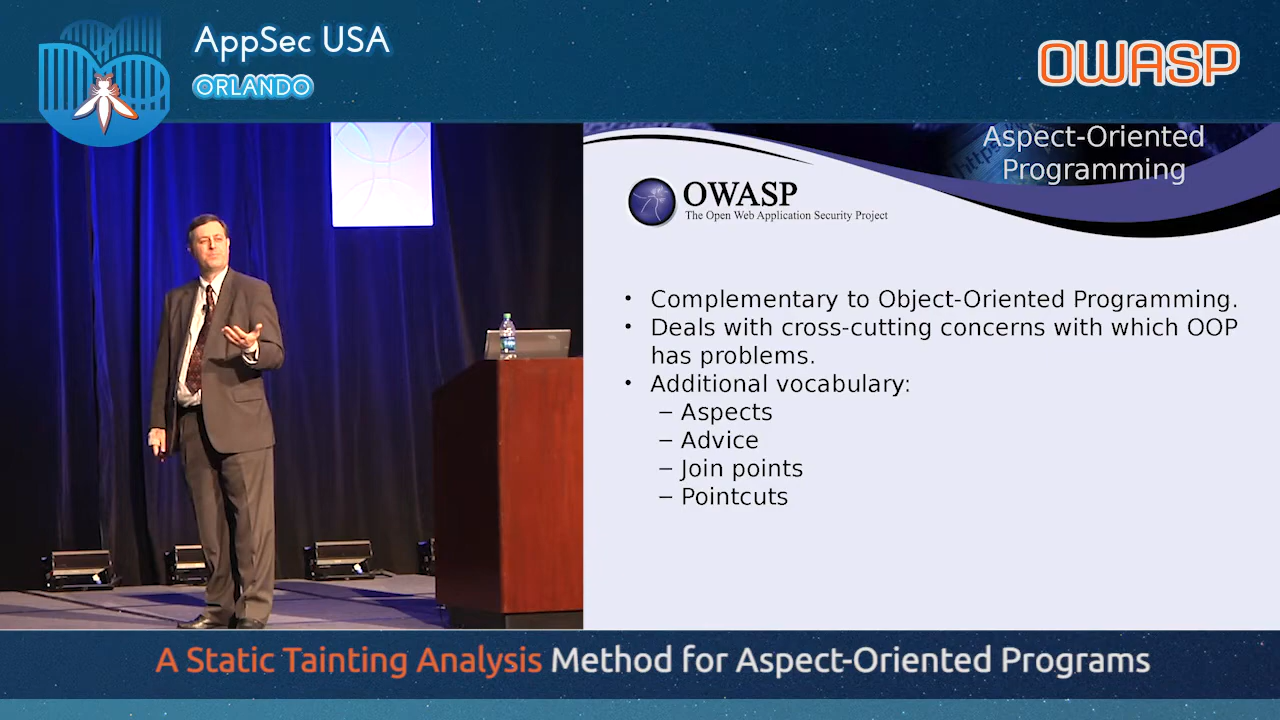 AppSec USA
ORLANDO
OWASP
Aspect-Oriented
Programming
https
OWASP
The Open Web Application Security Project
• Complementary to Object-Oriented Programming.
• Deals with cross-cutting concerns with which OOP
has problems.
• Additional vocabulary:
– Aspects
– Advice
– Join points
– Pointcuts
A Static Tainting Analysis Method for Aspect-Oriented Programs